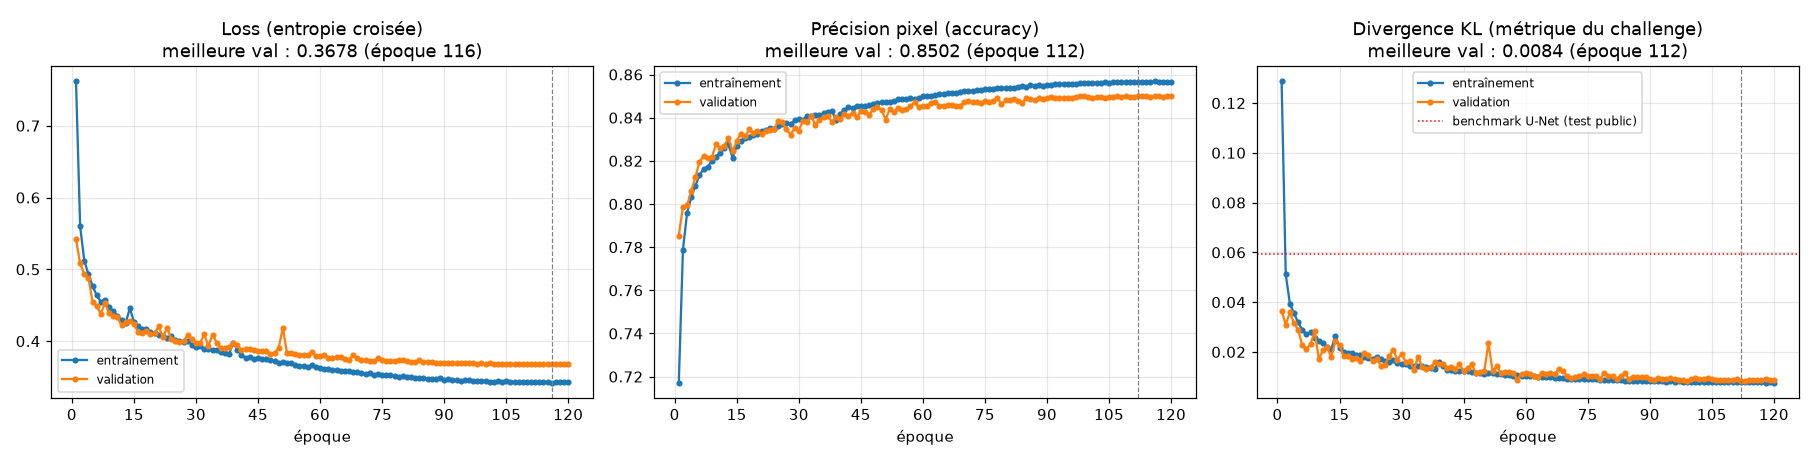 Loss (entropie croisée)
meilleure val : 0.3678 (époque 116)
0.7
0.6
0.5
0.4
entraînement
validation
0
15
30
45
60
75
90
105
120
époque
Précision pixel (accuracy)
meilleure val : 0.8502 (époque 112)
0.86
0.84
0.82
0.80
0.78
0.76
0.74
0.72
entraînement
validation
0
15
30
45
60
75
90
105
120
époque
Divergence KL (métrique du challenge)
meilleure val : 0.0084 (époque 112)
0.12
0.10
0.08
0.06
0.04
0.02
entraînement
validation
benchmark U-Net (test public)
0
15
30
45
60
75
90
105
120
époque